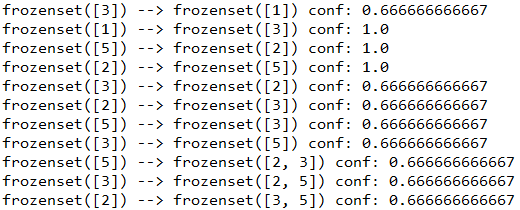 frozenset([3]) --> frozenset([1]) conf: 0.666666666667
frozenset([1]) --> frozenset([3]) conf: 1.0
frozenset([5]) --> frozenset([2]) conf: 1.0
frozenset([2]) --> frozenset([5]) conf: 1.0
frozenset([3]) --> frozenset([2]) conf: 0.666666666667
frozenset([2]) --> frozenset([3]) conf: 0.666666666667
frozenset([5]) --> frozenset([3]) conf: 0.666666666667
frozenset([3]) --> frozenset([5]) conf: 0.666666666667
frozenset([5]) --> frozenset([2, 3]) conf: 0.666666666667
frozenset([3]) --> frozenset([2, 5]) conf: 0.666666666667
frozenset([2]) --> frozenset([3, 5]) conf: 0.666666666667